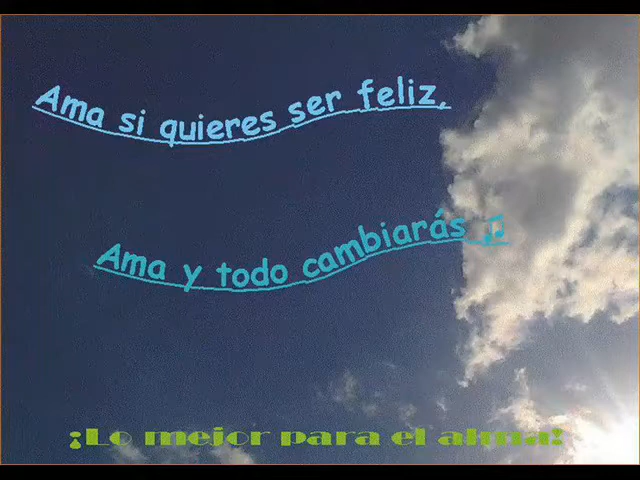 Ama si quieres ser feliz,
Ama y todo cambiarás ♫
¡Lo mejor para el alma!